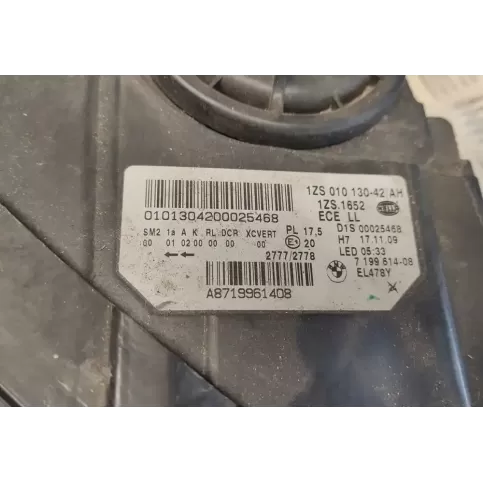 1ZS 010 130-42 AH
0101304200025468
1ZS.1652
ECE LL
SM2 1a A K RL DCR XCVERT PL 17,5
D1S 00025468
00 01 02 00 00 00 00 E1 20
H7 17.11.09
LED 05:33
2777/2778
7 199 614-08
A8719961408
EL478Y